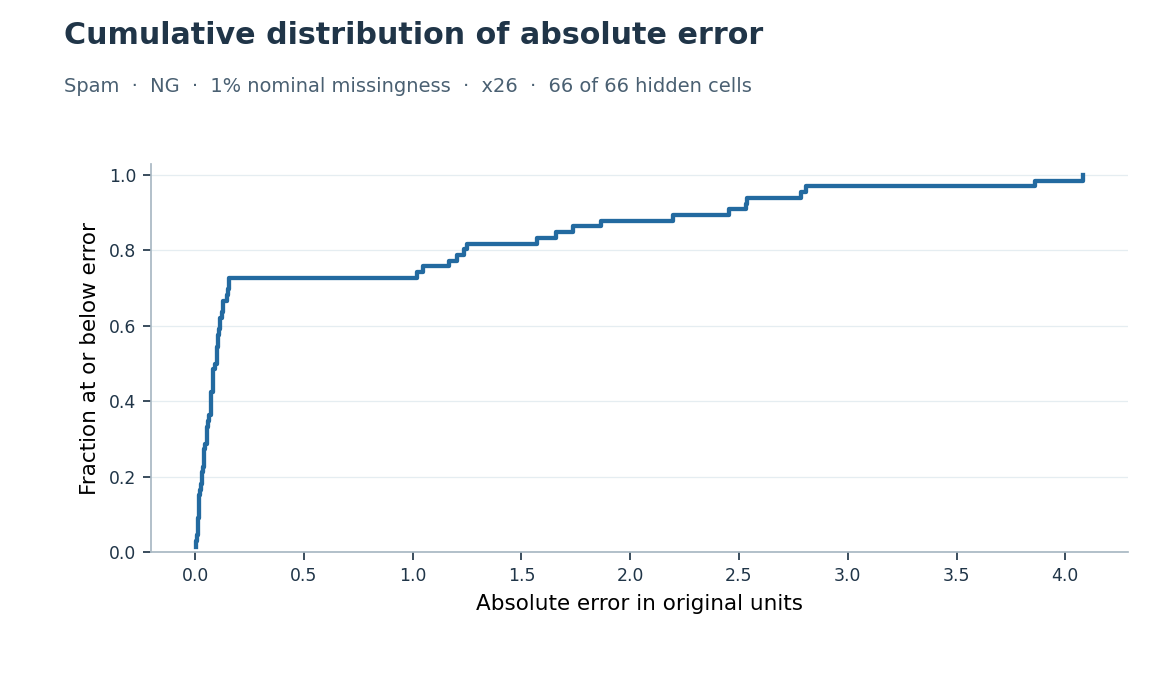 Cumulative distribution of absolute error
Spam · NG · 1% nominal missingness · x26 · 66 of 66 hidden cells
Fraction at or below error
1.0
0.8
0.6
0.4
0.2
0.0
0.0 0.5 1.0 1.5 2.0 2.5 3.0 3.5 4.0
Absolute error in original units